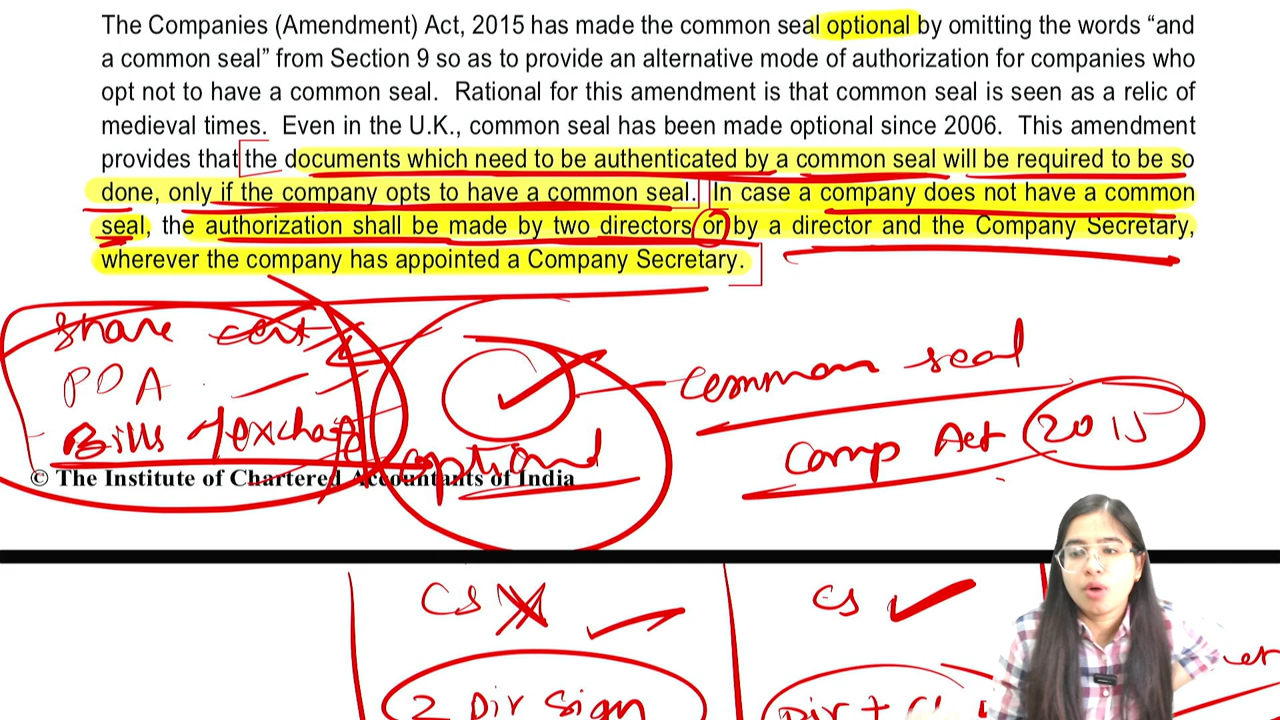 The Companies (Amendment) Act, 2015 has made the common seal optional by omitting the words “and
a common seal” from Section 9 so as to provide an alternative mode of authorization for companies who
opt not to have a common seal. Rational for this amendment is that common seal is seen as a relic of
medieval times. Even in the U.K., common seal has been made optional since 2006. This amendment
provides that the documents which need to be authenticated by a common seal will be required to be so
done, only if the company opts to have a common seal. In case a company does not have a common
seal, the authorization shall be made by two directors or by a director and the Company Secretary,
wherever the company has appointed a Company Secretary.
Share cert
POA
Bills of exchang
optional
common seal
Comp Act 2015
© The Institute of Chartered Accountants of India
CS X
CS
2 Dir Sign
Dir +